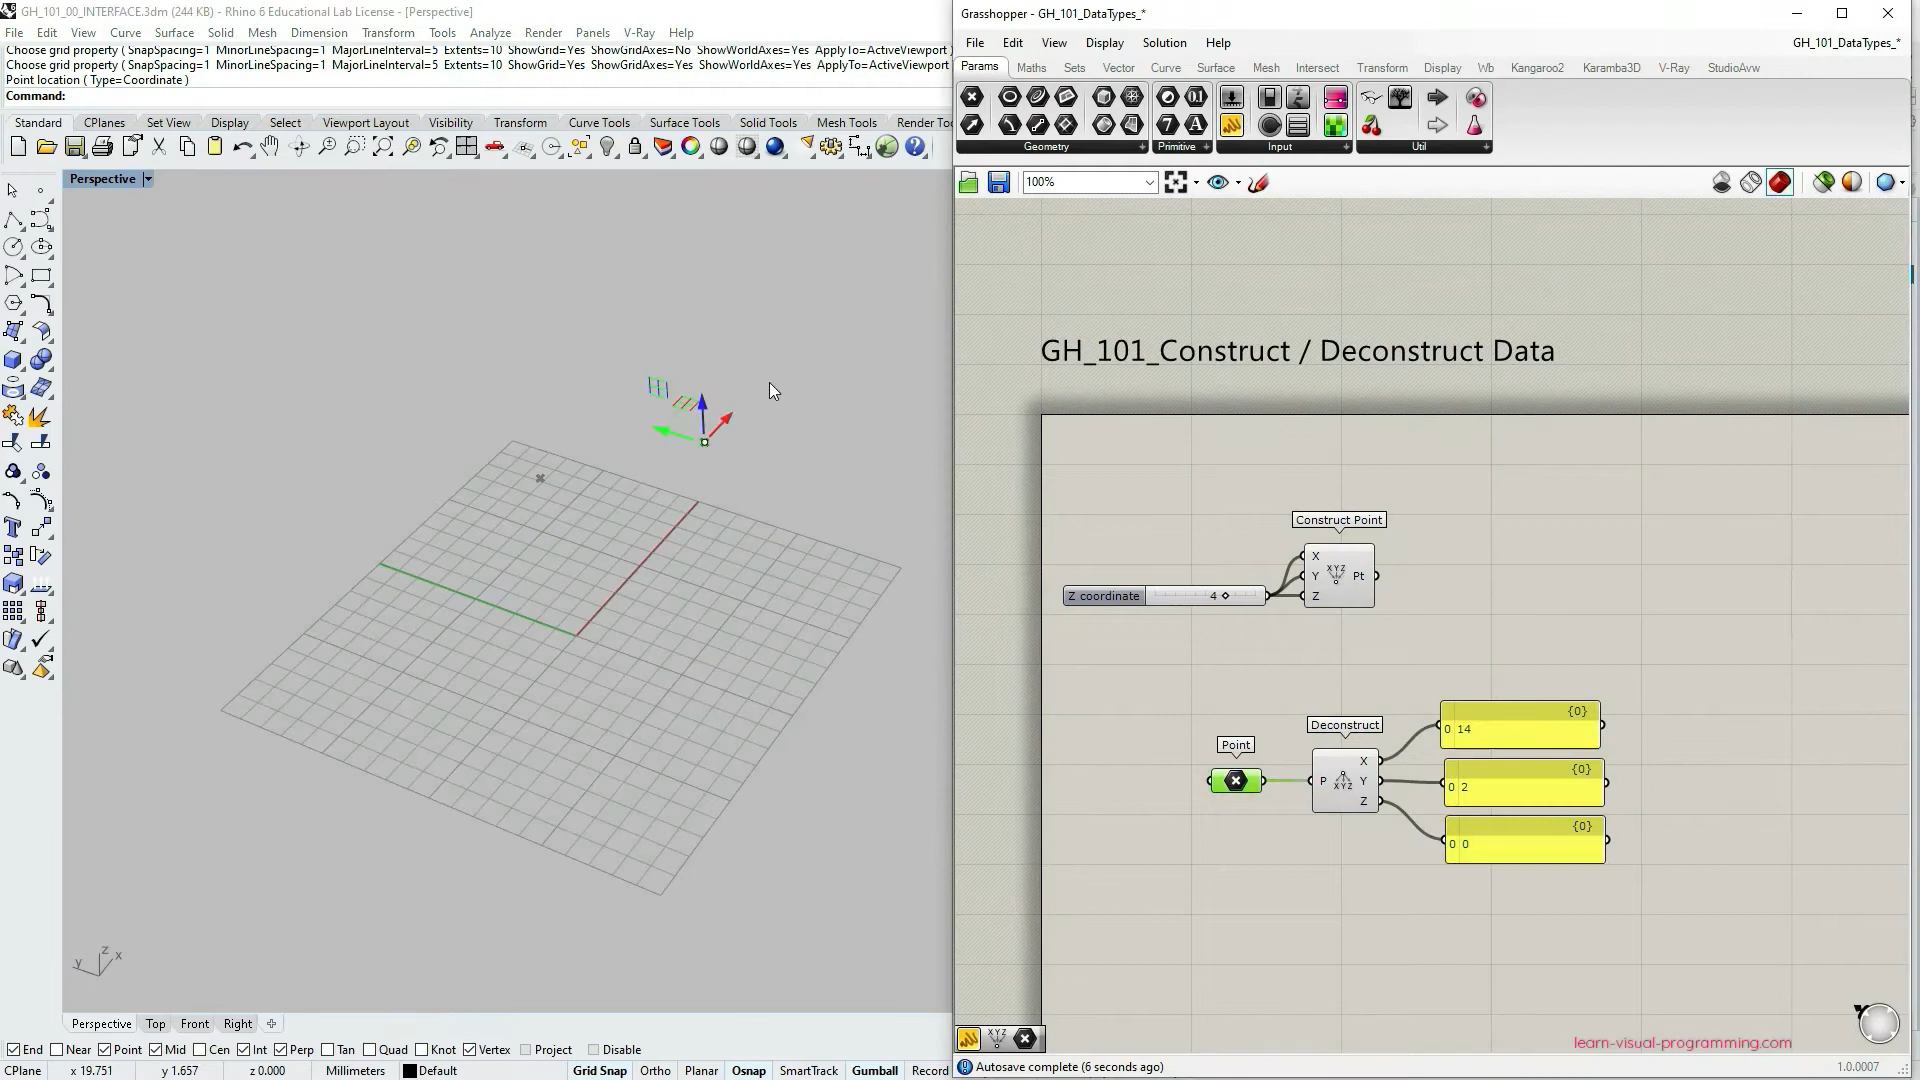 GH_101_00_INTERFACE.3dm (244 KB) - Rhino 6 Educational Lab License - [Perspective]
File Edit View Curve Surface Solid Mesh Dimension Transform Tools Analyze Render Panels V-Ray Help
Choose grid property ( SnapSpacing=1 MinorLineSpacing=1 MajorLineInterval=5 Extents=10 ShowGrid=Yes ShowGridAxes=No ShowWorldAxes=Yes ApplyTo=ActiveViewport )
Choose grid property ( SnapSpacing=1 MinorLineSpacing=1 MajorLineInterval=5 Extents=10 ShowGrid=Yes ShowGridAxes=Yes ShowWorldAxes=Yes ApplyTo=ActiveViewport
Point location ( Type=Coordinate )
Command:
Standard CPlanes Set View Display Select Viewport Layout Visibility Transform Curve Tools Surface Tools Solid Tools Mesh Tools Render To
Perspective
z
y x
Perspective Top Front Right
End Near Point Mid Cen Int Perp Tan Quad Knot Vertex Project Disable
CPlane x 19.751 y 1.657 z 0.000 Millimeters Default Grid Snap Ortho Planar Osnap SmartTrack Gumball Record
Grasshopper - GH_101_DataTypes_*
File Edit View Display Solution Help GH_101_DataTypes_*
Params Maths Sets Vector Curve Surface Mesh Intersect Transform Display Wb Kangaroo2 Karamba3D V-Ray StudioAvw
Geometry Primitive Input Util
100%
GH_101_Construct / Deconstruct Data
Construct Point
X
Y XYZ Pt
Z coordinate 4 Z
Deconstruct
Point
X
P XYZ Y
Z
{0}
0 14
{0}
0 2
{0}
0 0
XYZ
learn-visual-programming.com
Autosave complete (6 seconds ago) 1.0.0007